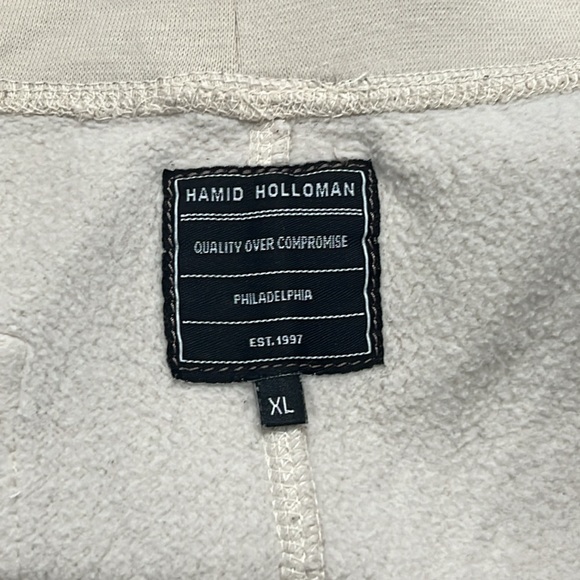 HAMID HOLLOMAN
QUALITY OVER COMPROMISE
PHILADELPHIA
EST. 1997
XL